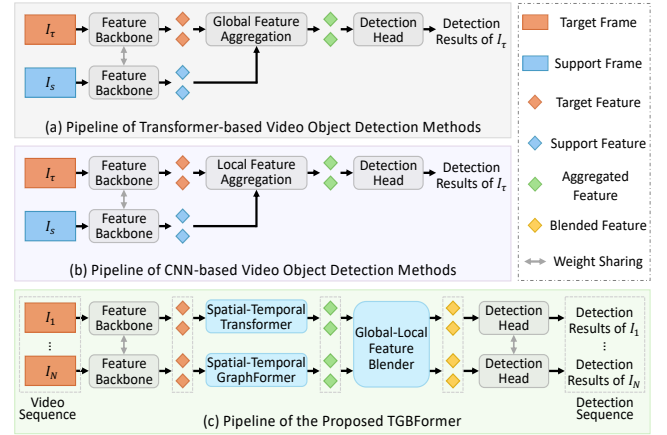 I_τ
Feature
Backbone
Global Feature
Aggregation
Detection
Head
Detection
Results of I_τ
I_s
Feature
Backbone
(a) Pipeline of Transformer-based Video Object Detection Methods
I_τ
Feature
Backbone
Local Feature
Aggregation
Detection
Head
Detection
Results of I_τ
I_s
Feature
Backbone
(b) Pipeline of CNN-based Video Object Detection Methods
Target Frame
Support Frame
Target Feature
Support Feature
Aggregated
Feature
Blended Feature
Weight Sharing
I_1
⋮
I_N
Video
Sequence
Feature
Backbone
Feature
Backbone
Spatial-Temporal
Transformer
Spatial-Temporal
GraphFormer
Global-Local
Feature
Blender
Detection
Head
Detection
Head
Detection
Results of I_1
⋮
Detection
Results of I_N
Detection
Sequence
(c) Pipeline of the Proposed TGBFormer